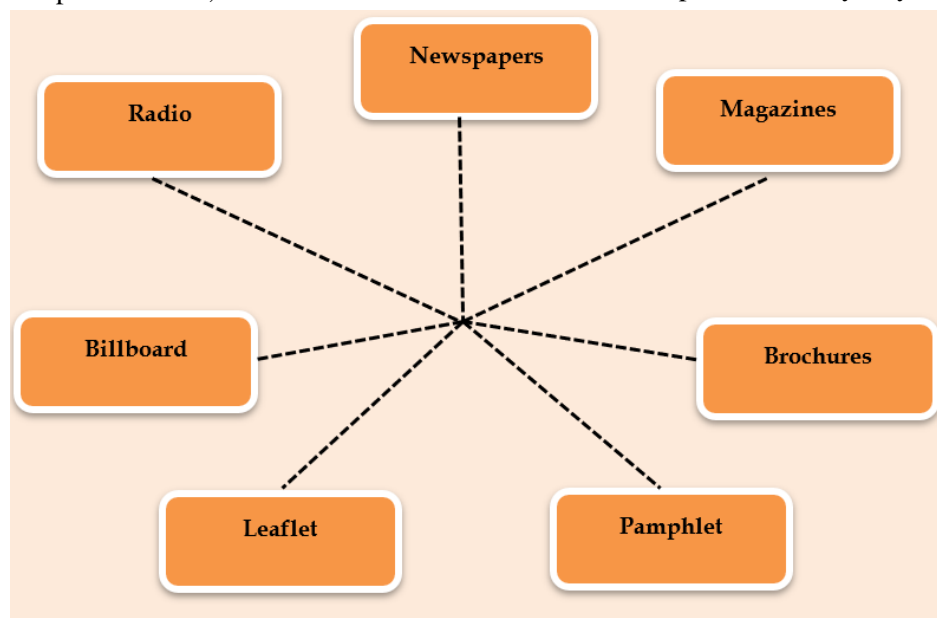 Newspapers
Radio
Magazines
Billboard
Brochures
Leaflet
Pamphlet